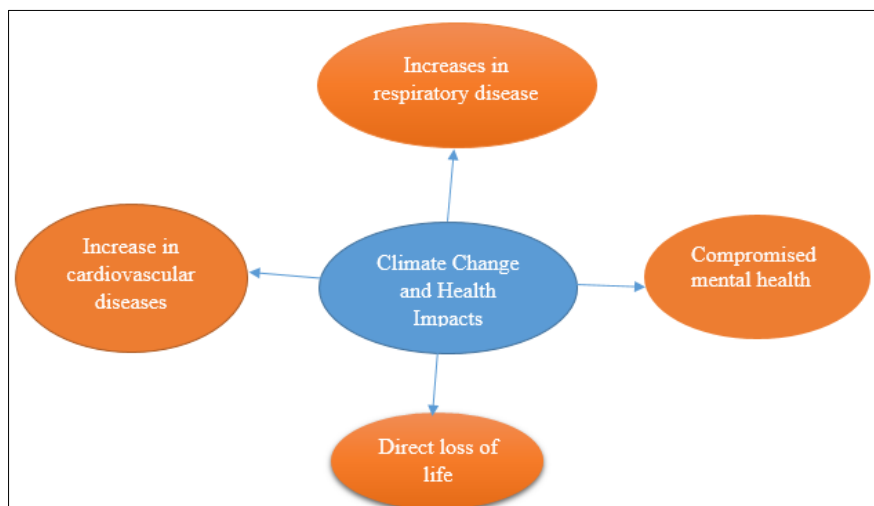 Increases in
respiratory disease
Increase in
cardiovascular
diseases
Climate Change
and Health
Impacts
Compromised
mental health
Direct loss of
life